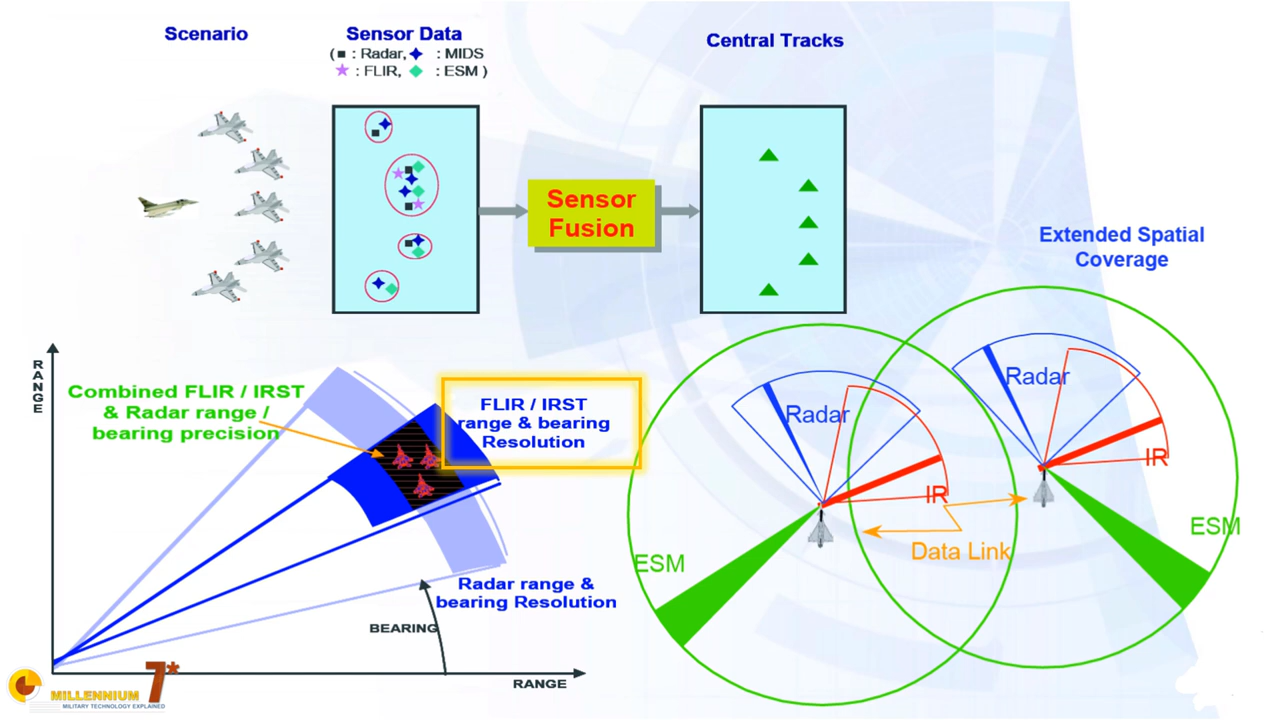 Scenario
Sensor Data
( ■ : Radar, ✦ : MIDS
★ : FLIR, ◆ : ESM )
Central Tracks
Sensor
Fusion
Extended Spatial
Coverage
RANGE
Combined FLIR / IRST
& Radar range /
bearing precision
FLIR / IRST
range & bearing
Resolution
Radar
IR
ESM
Radar
IR
ESM
Data Link
Radar range &
bearing Resolution
BEARING
RANGE
MILLENNIUM 7*
MILITARY TECHNOLOGY EXPLAINED